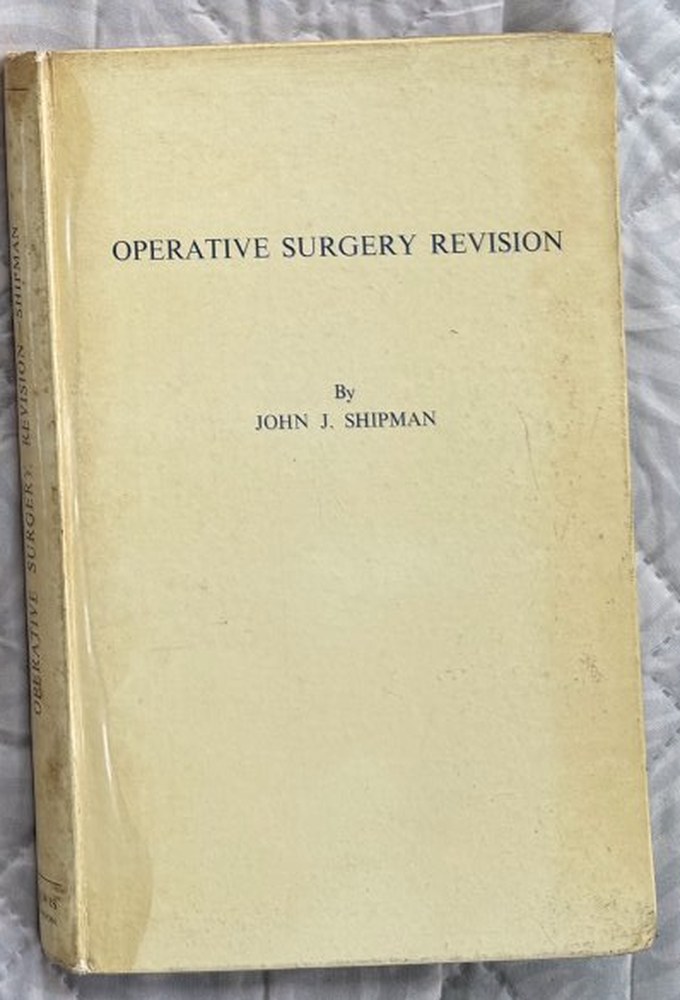 OPERATIVE SURGERY REVISION
By
JOHN J. SHIPMAN
OPERATIVE SURGERY REVISION—SHIPMAN